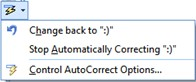 Change back to ":)"
Stop Automatically Correcting ":)"
Control AutoCorrect Options...